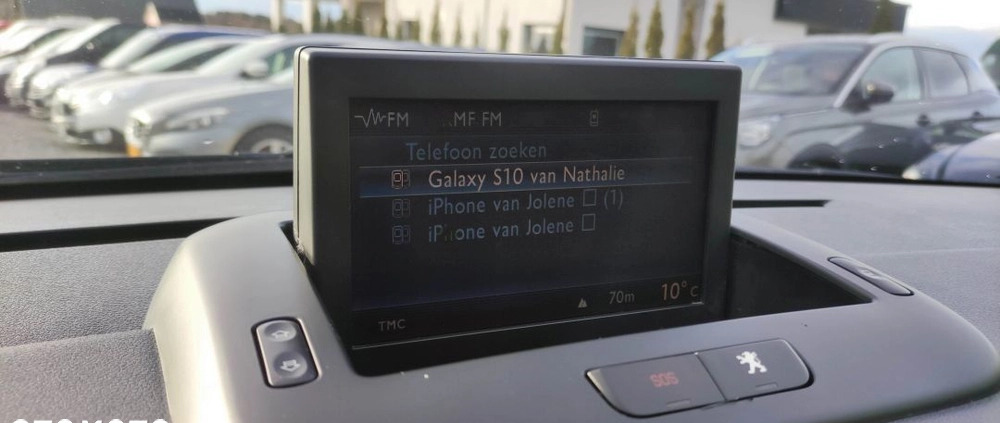 FM MF FM
Telefoon zoeken
Galaxy S10 van Nathalie
iPhone van Jolene □ (1)
iPhone van Jolene □
70m 10°C
TMC
SOS